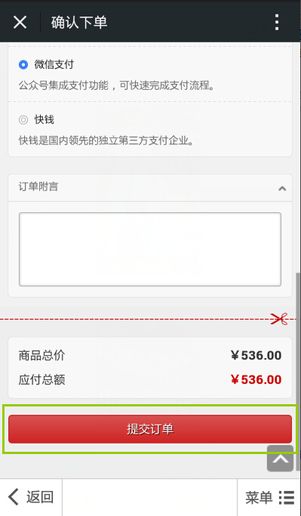 确认下单
微信支付
公众号集成支付功能，可快速完成支付流程。
快钱
快钱是国内领先的独立第三方支付企业。
订单附言
商品总价 ￥536.00
应付总额 ￥536.00
提交订单
返回 菜单